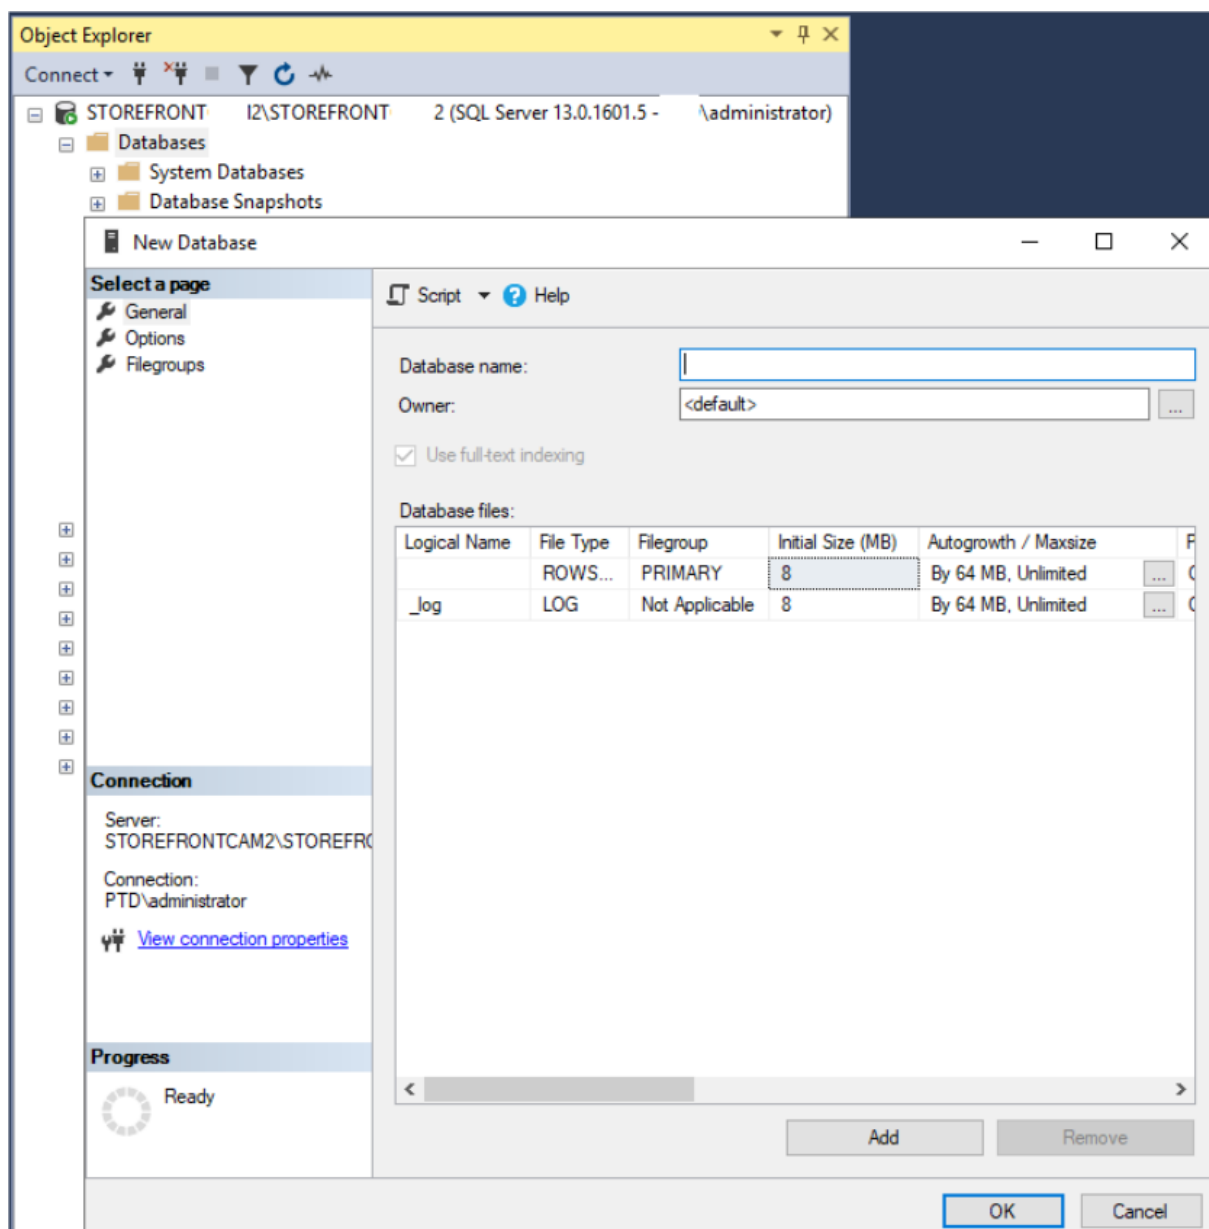 Object Explorer
Connect
STOREFRONT I2\STOREFRONT 2 (SQL Server 13.0.1601.5 - \administrator)
Databases
System Databases
Database Snapshots
New Database
Select a page
General
Options
Filegroups
Script Help
Database name:
Owner: <default> ...
Use full-text indexing
Database files:
Logical Name File Type Filegroup Initial Size (MB) Autogrowth / Maxsize P
ROWS... PRIMARY 8 By 64 MB, Unlimited ...
_log LOG Not Applicable 8 By 64 MB, Unlimited ...
Connection
Server:
STOREFRONTCAM2\STOREFR
Connection:
PTD\administrator
View connection properties
Progress
Ready
Add Remove
OK Cancel